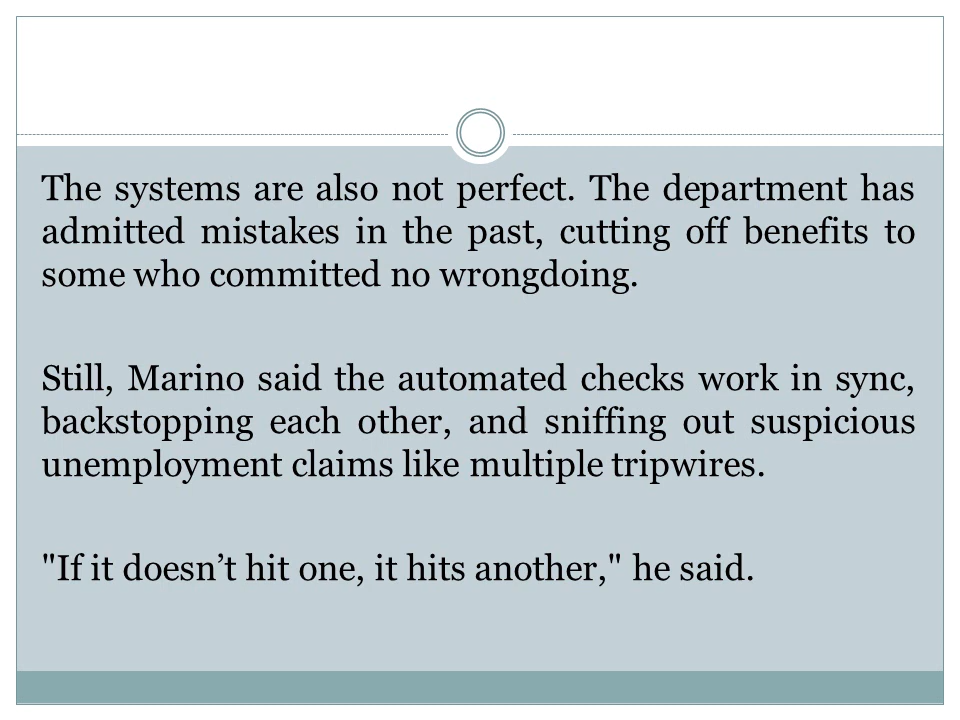 The systems are also not perfect. The department has
admitted mistakes in the past, cutting off benefits to
some who committed no wrongdoing.
Still, Marino said the automated checks work in sync,
backstopping each other, and sniffing out suspicious
unemployment claims like multiple tripwires.
"If it doesn’t hit one, it hits another," he said.